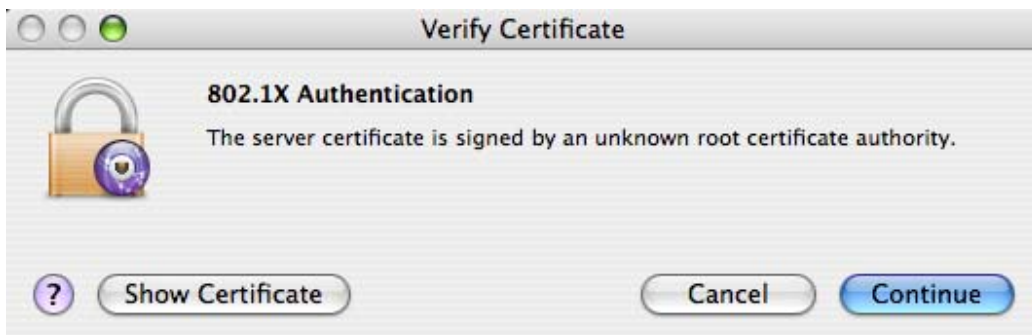 Verify Certificate
802.1X Authentication
The server certificate is signed by an unknown root certificate authority.
?
Show Certificate
Cancel
Continue